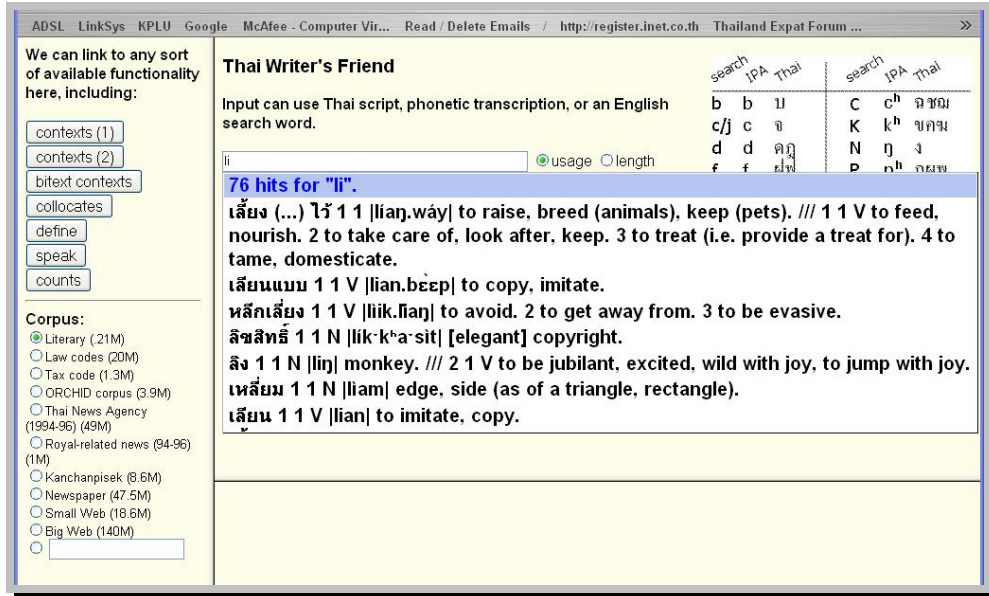 ADSL LinkSys KPLU Google McAfee - Computer Vir... Read / Delete Emails / http://register.inet.co.th Thailand Expat Forum ... »
We can link to any sort
of available functionality
here, including:
contexts (1)
contexts (2)
bitext contexts
collocates
define
speak
counts
Corpus:
Literary (.21M)
Law codes (20M)
Tax code (1.3M)
ORCHID corpus (3.9M)
Thai News Agency
(1994-96) (49M)
Royal-related news (94-96)
(1M)
Kanchanpisek (8.6M)
Newspaper (47.5M)
Small Web (18.6M)
Big Web (140M)
Thai Writer's Friend
Input can use Thai script, phonetic transcription, or an English
search word.
li usage length
search IPA Thai search IPA Thai
b b บ C cʰ ฉชฌ
c/j c จ K kʰ ขคฆ
d d ดฎ N ŋ ง
f f ฝฟ P pʰ ผพ
76 hits for "li".
เลี้ยง (...) ไว้ 1 1 |líaŋ.wáy| to raise, breed (animals), keep (pets). /// 1 1 V to feed,
nourish. 2 to take care of, look after, keep. 3 to treat (i.e. provide a treat for). 4 to
tame, domesticate.
เลียนแบบ 1 1 V |lian.bɛ̀ɛp| to copy, imitate.
หลีกเลี่ยง 1 1 V |lìik.lîaŋ| to avoid. 2 to get away from. 3 to be evasive.
ลิขสิทธิ์ 1 1 N |lík-kʰa-sìt| [elegant] copyright.
ลิง 1 1 N |liŋ| monkey. /// 2 1 V to be jubilant, excited, wild with joy, to jump with joy.
เหลี่ยม 1 1 N |lìam| edge, side (as of a triangle, rectangle).
เลียน 1 1 V |lian| to imitate, copy.